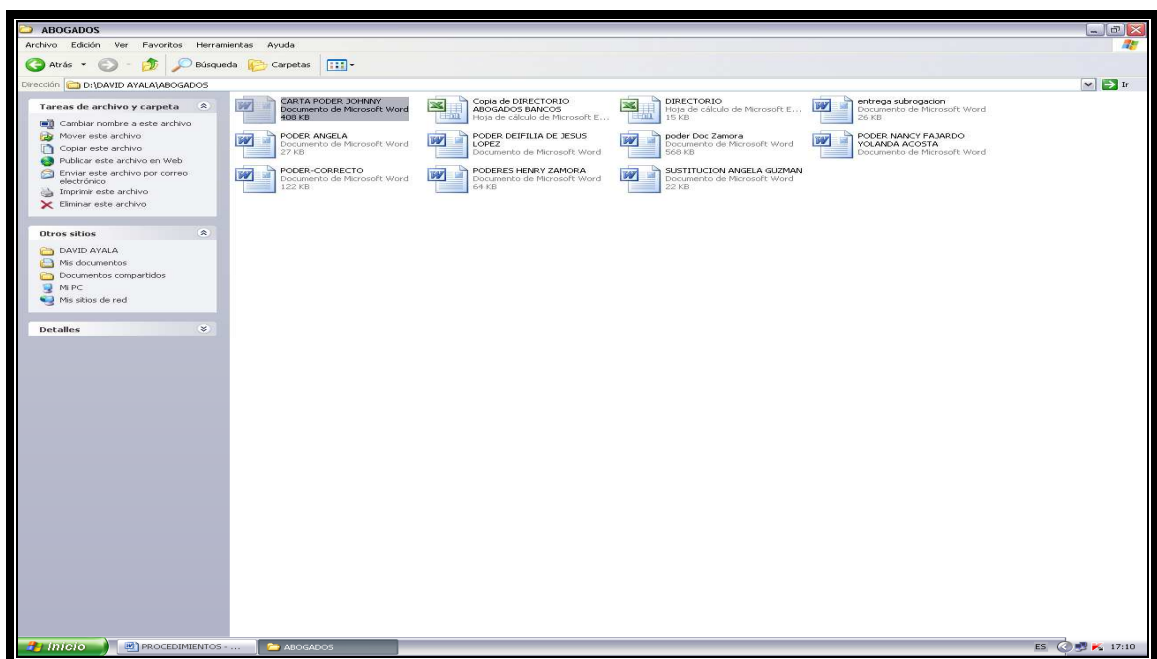 ABOGADOS
Archivo Edición Ver Favoritos Herramientas Ayuda
Atrás Búsqueda Carpetas
Dirección D:\DAVID AYALA\ABOGADOS Ir
Tareas de archivo y carpeta
Cambiar nombre a este archivo
Mover este archivo
Copiar este archivo
Publicar este archivo en Web
Enviar este archivo por correo
electrónico
Imprimir este archivo
Eliminar este archivo
Otros sitios
DAVID AYALA
Mis documentos
Documentos compartidos
Mi PC
Mis sitios de red
Detalles
CARTA PODER JOHNNY
Documento de Microsoft Word
408 KB
Copia de DIRECTORIO
ABOGADOS BANCOS
Hoja de cálculo de Microsoft E...
DIRECTORIO
Hoja de cálculo de Microsoft E...
15 KB
entrega subrogacion
Documento de Microsoft Word
26 KB
PODER ANGELA
Documento de Microsoft Word
27 KB
PODER DEIFILIA DE JESUS
LOPEZ
Documento de Microsoft Word
poder Doc Zamora
Documento de Microsoft Word
568 KB
PODER NANCY FAJARDO
YOLANDA ACOSTA
Documento de Microsoft Word
PODER-CORRECTO
Documento de Microsoft Word
122 KB
PODERES HENRY ZAMORA
Documento de Microsoft Word
64 KB
SUSTITUCION ANGELA GUZMAN
Documento de Microsoft Word
22 KB
Inicio PROCEDIMIENTOS - ... ABOGADOS ES 17:10